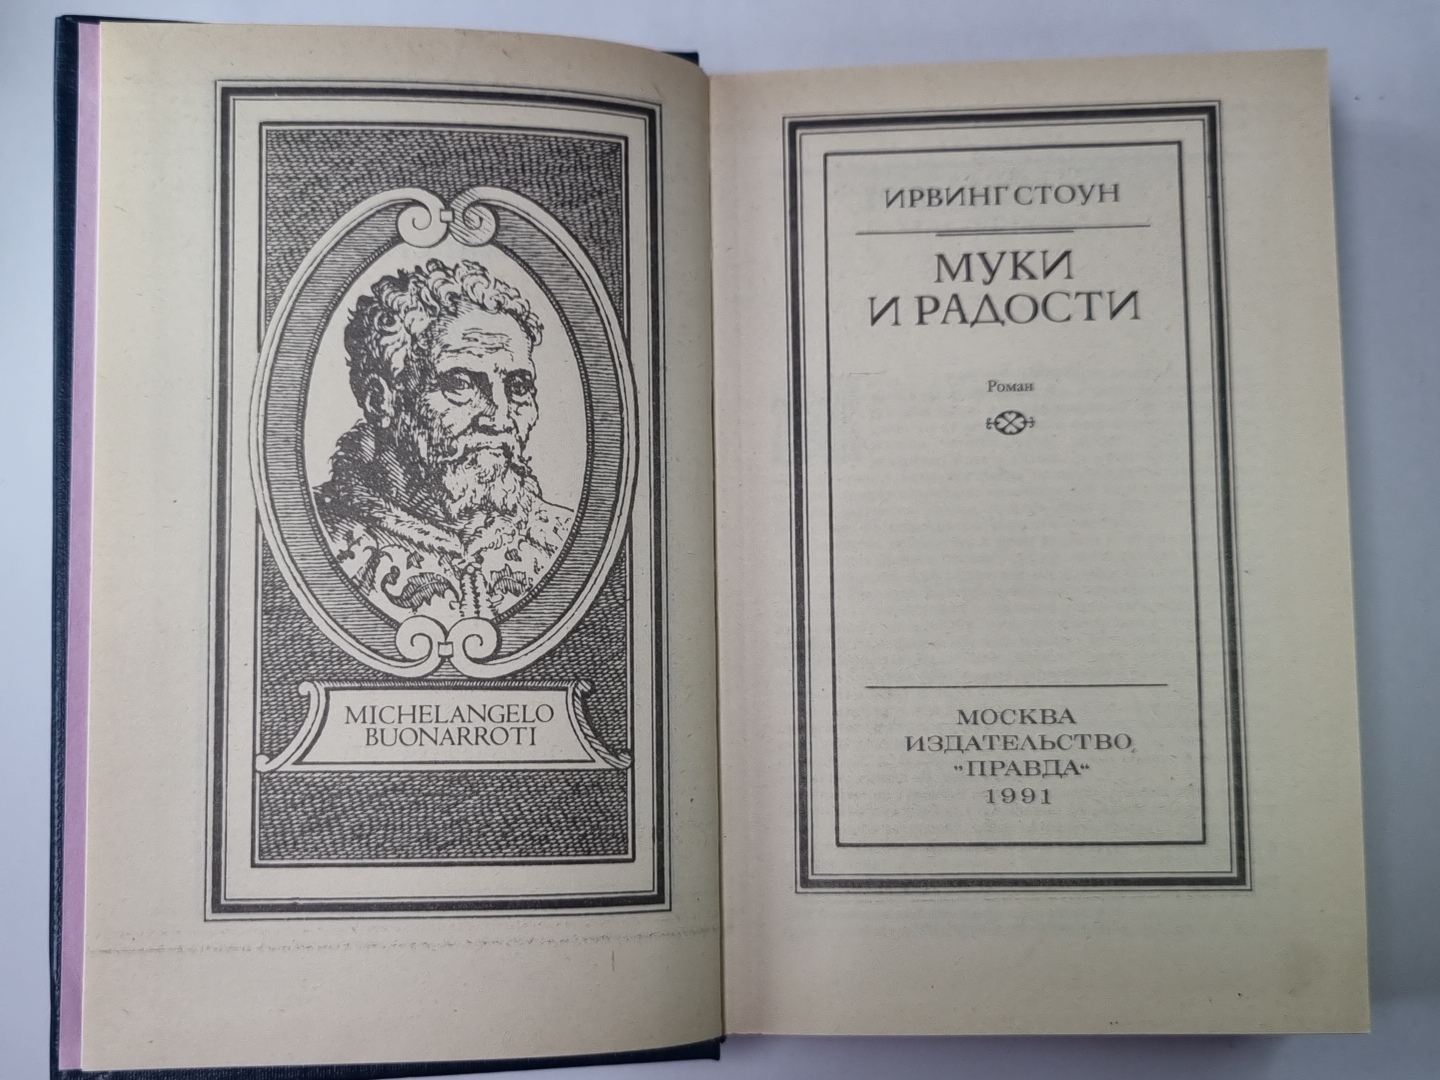 MICHELANGELO
BUONARROTI
ИРВИНГ СТОУН
МУКИ
И РАДОСТИ
Роман
МОСКВА
ИЗДАТЕЛЬСТВО
"ПРАВДА"
1991